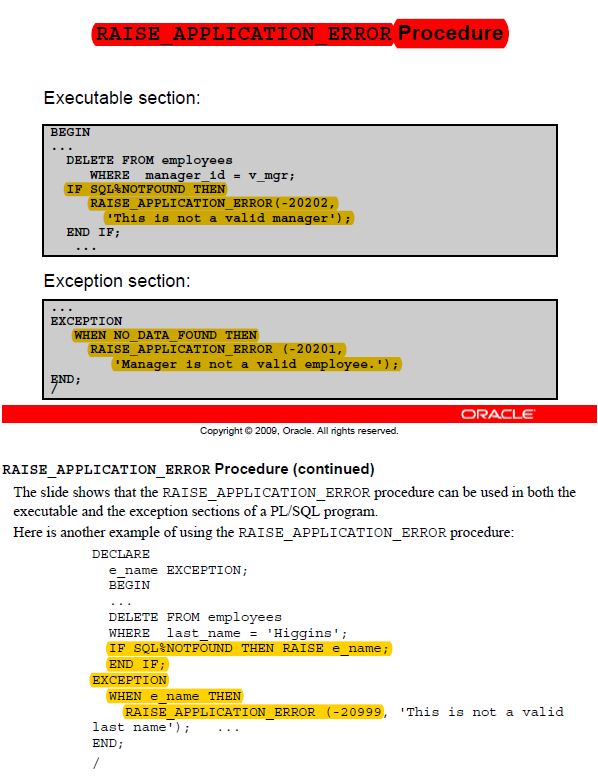 RAISE_APPLICATION_ERROR Procedure
Executable section:
BEGIN
...
DELETE FROM employees
WHERE manager_id = v_mgr;
IF SQL%NOTFOUND THEN
RAISE_APPLICATION_ERROR(-20202,
'This is not a valid manager');
END IF;
...
Exception section:
...
EXCEPTION
WHEN NO_DATA_FOUND THEN
RAISE_APPLICATION_ERROR (-20201,
'Manager is not a valid employee.');
END;
/
ORACLE
Copyright © 2009, Oracle. All rights reserved.
RAISE_APPLICATION_ERROR Procedure (continued)
The slide shows that the RAISE_APPLICATION_ERROR procedure can be used in both the
executable and the exception sections of a PL/SQL program.
Here is another example of using the RAISE_APPLICATION_ERROR procedure:
DECLARE
e_name EXCEPTION;
BEGIN
...
DELETE FROM employees
WHERE last_name = 'Higgins';
IF SQL%NOTFOUND THEN RAISE e_name;
END IF;
EXCEPTION
WHEN e_name THEN
RAISE_APPLICATION_ERROR (-20999, 'This is not a valid
last name'); ...
END;
/